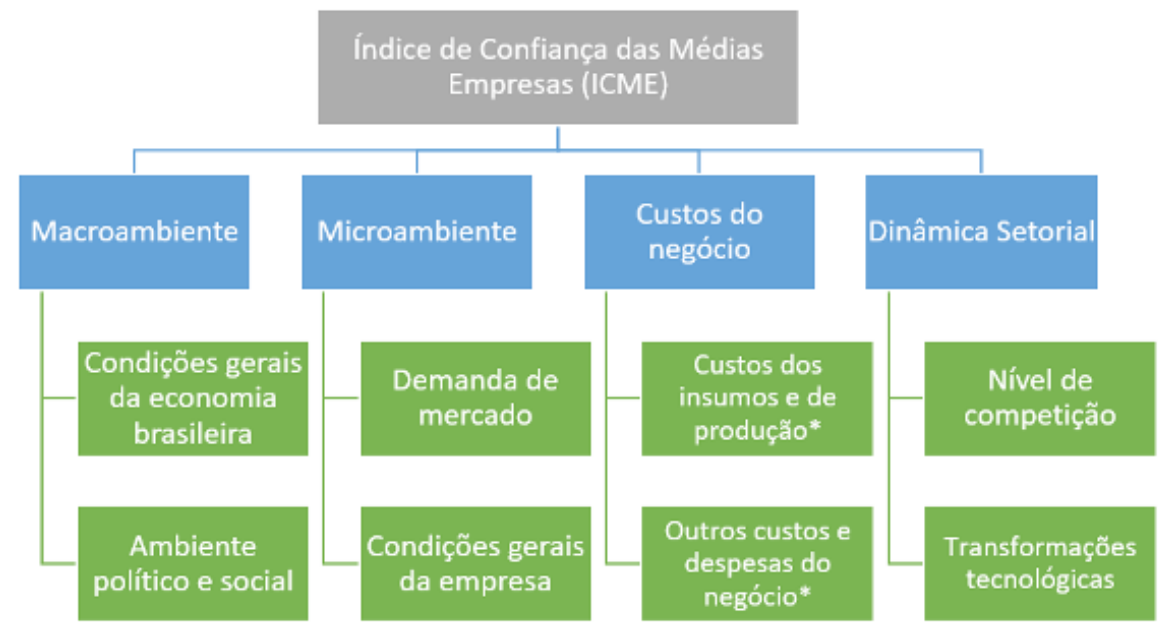 Índice de Confiança das Médias
Empresas (ICME)
Macroambiente
Microambiente
Custos do
negócio
Dinâmica Setorial
Condições gerais
da economia
brasileira
Demanda de
mercado
Custos dos
insumos e de
produção*
Nível de
competição
Ambiente
político e social
Condições gerais
da empresa
Outros custos e
despesas do
negócio*
Transformações
tecnológicas